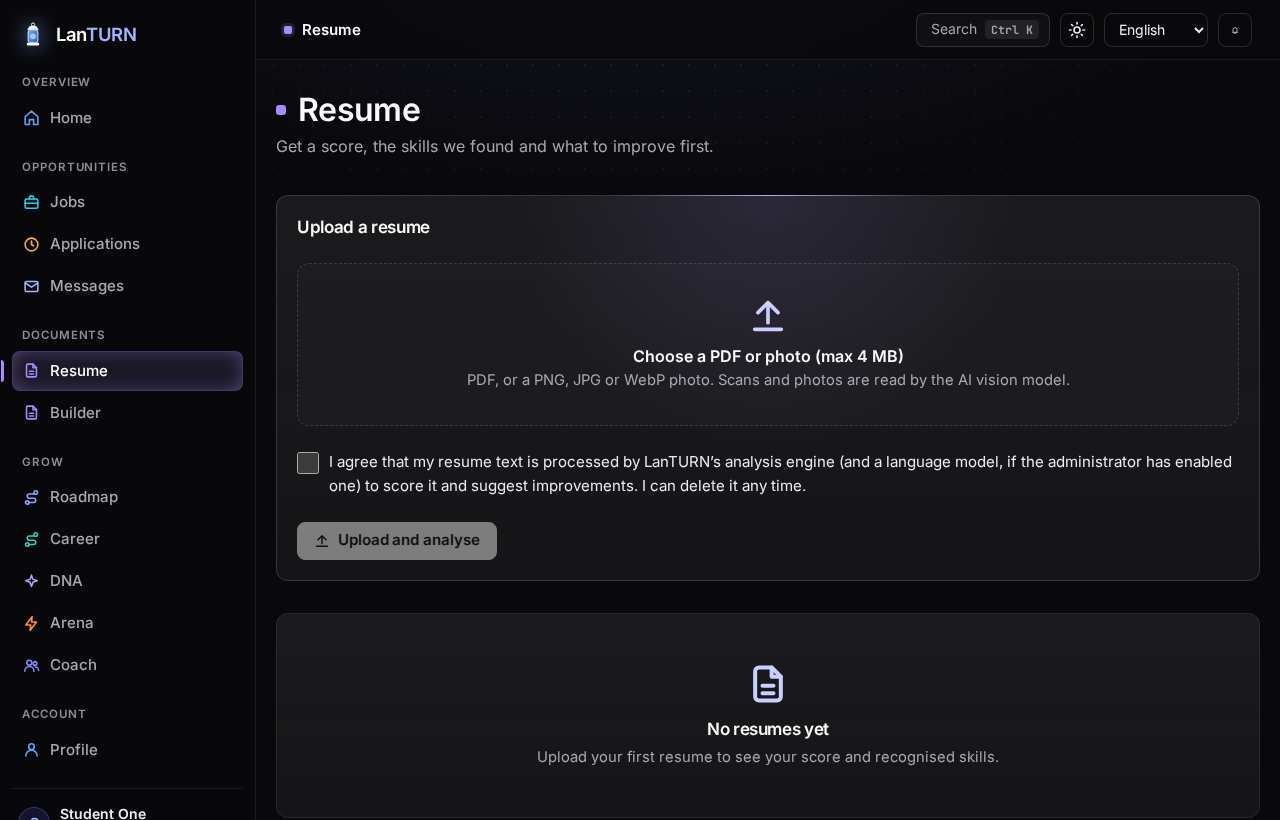 LanTURN
OVERVIEW
Home
OPPORTUNITIES
Jobs
Applications
Messages
DOCUMENTS
Resume
Builder
GROW
Roadmap
Career
DNA
Arena
Coach
ACCOUNT
Profile
Student One
Resume
Search Ctrl K
English
Resume
Get a score, the skills we found and what to improve first.
Upload a resume
Choose a PDF or photo (max 4 MB)
PDF, or a PNG, JPG or WebP photo. Scans and photos are read by the AI vision model.
I agree that my resume text is processed by LanTURN’s analysis engine (and a language model, if the administrator has enabled
one) to score it and suggest improvements. I can delete it any time.
Upload and analyse
No resumes yet
Upload your first resume to see your score and recognised skills.